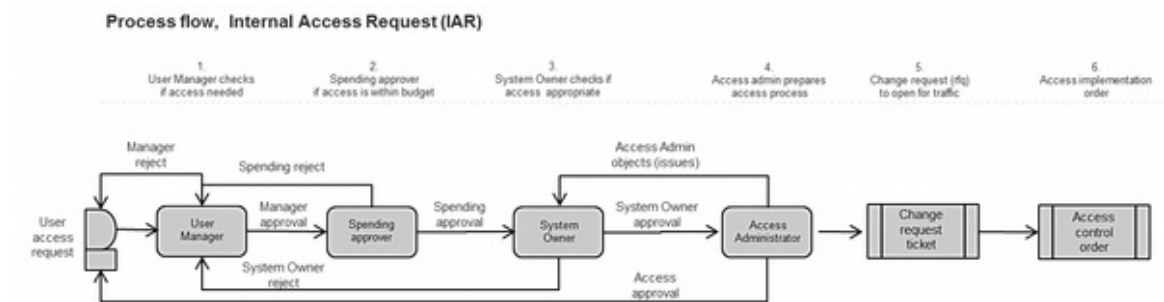 Process flow,  Internal Access Request (IAR)
1.
User Manager checks
if access needed
2.
Spending approver
if access is within budget
3.
System Owner checks if
access  appropriate
4.
Access admin prepares
access process
5.
Change request (rfq)
to open for traffic
6.
Access implementation
order
Manager
reject
Spending reject
Access Admin
objects (issues)
User
access
request
User
Manager
Manager
approval
Spending
approver
Spending
approval
System
Owner
System Owner
approval
Access
Administrator
Change
request
ticket
Access
control
order
System Owner
reject
Access
approval